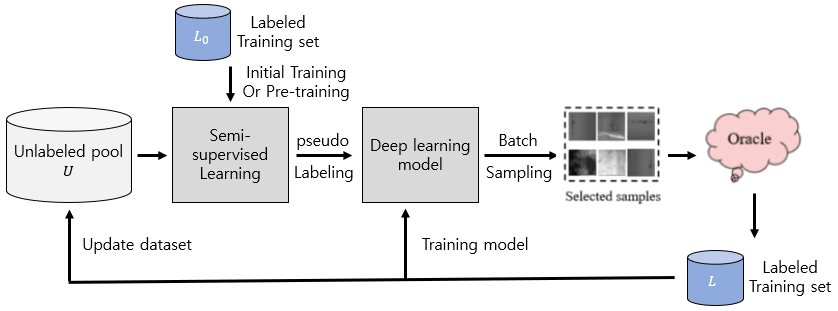 L₀
Labeled
Training set
Initial Training
Or Pre-training
Unlabeled pool
U
Semi-
supervised
Learning
pseudo
Labeling
Deep learning
model
Batch
Sampling
Selected samples
Oracle
Update dataset
Training model
L
Labeled
Training set